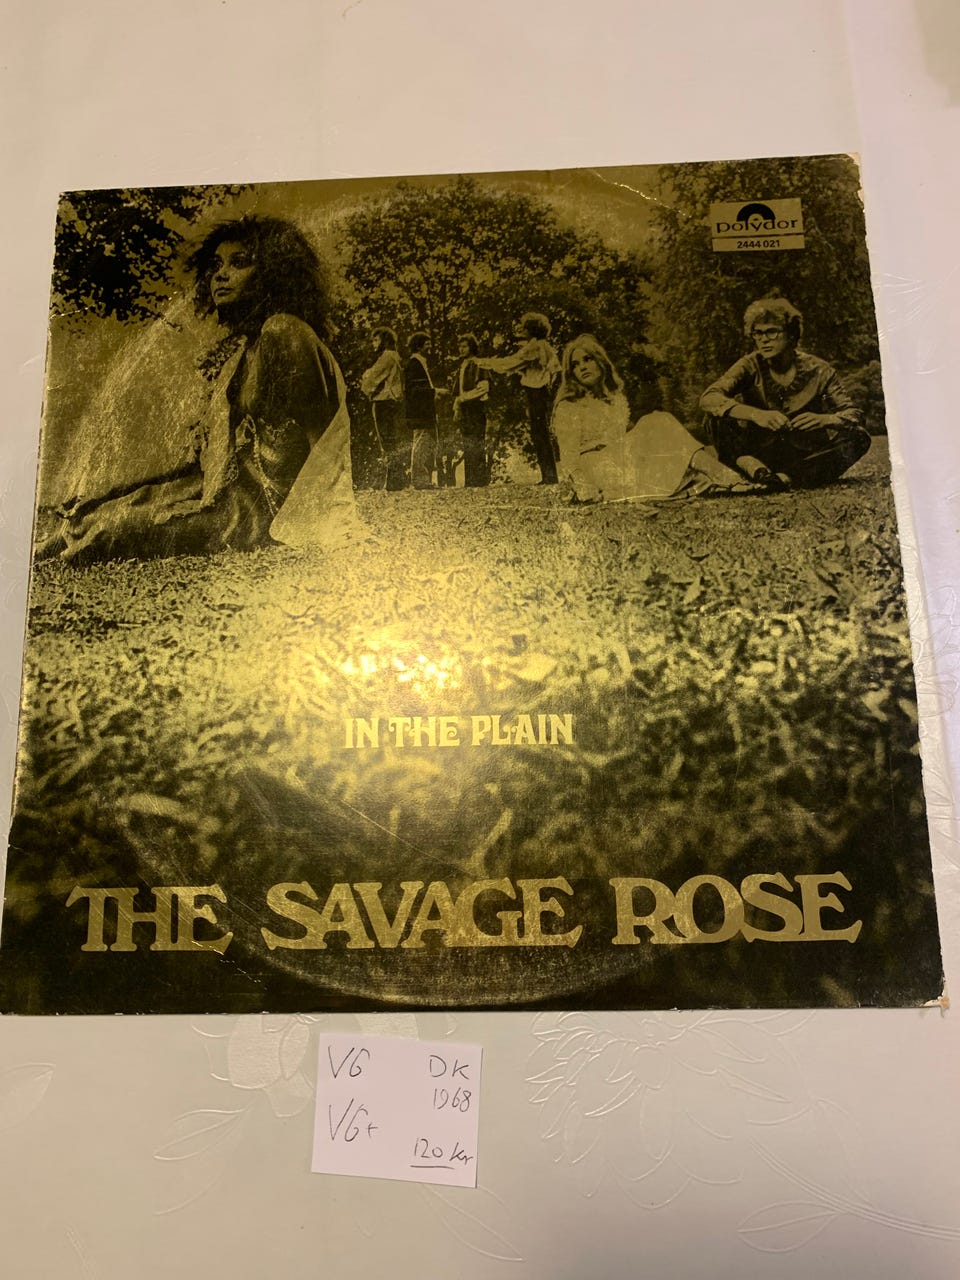 polydor
2444 021
IN THE PLAIN
THE SAVAGE ROSE
VG DK
1968
VG+
120 kr